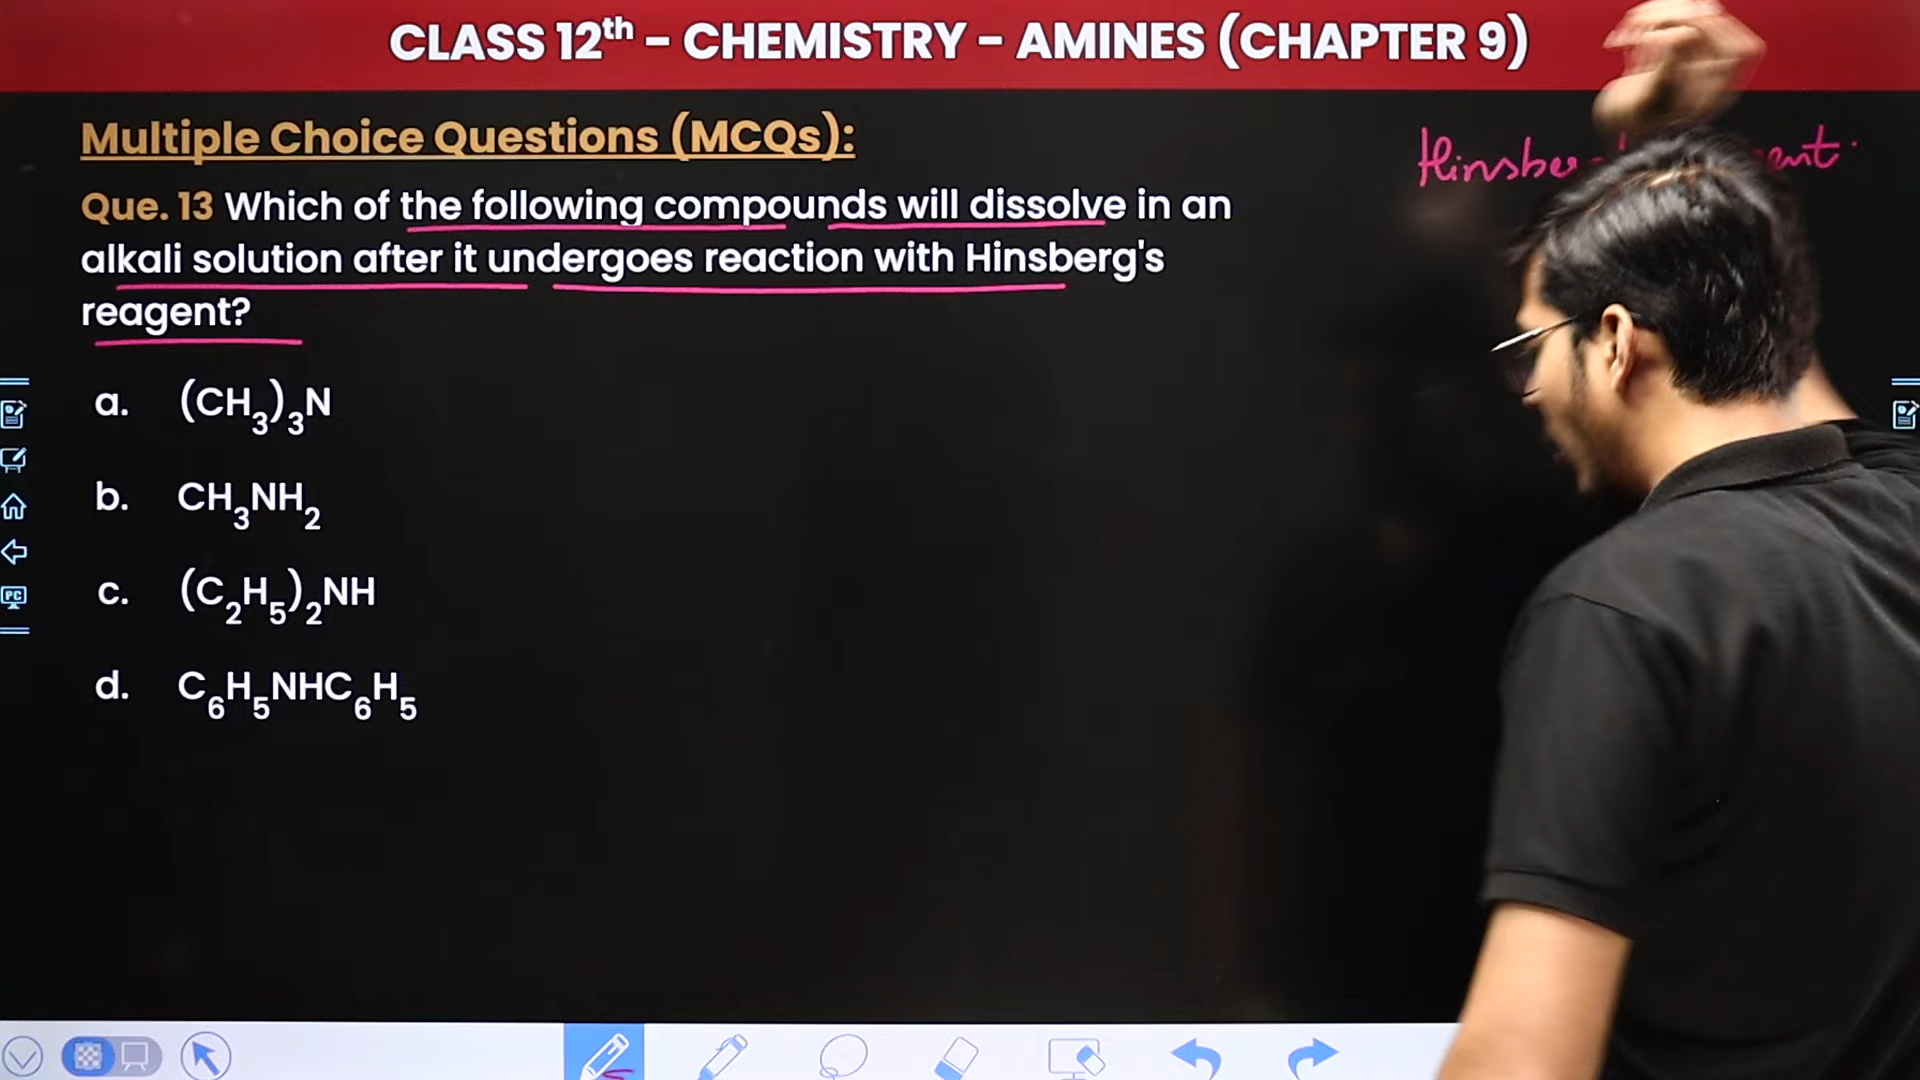 CLASS 12th – CHEMISTRY – AMINES (CHAPTER 9)
Multiple Choice Questions (MCQs):
Que. 13 Which of the following compounds will dissolve in an
alkali solution after it undergoes reaction with Hinsberg's
reagent?
a. (CH3)3N
b. CH3NH2
c. (C2H5)2NH
d. C6H5NHC6H5
PC